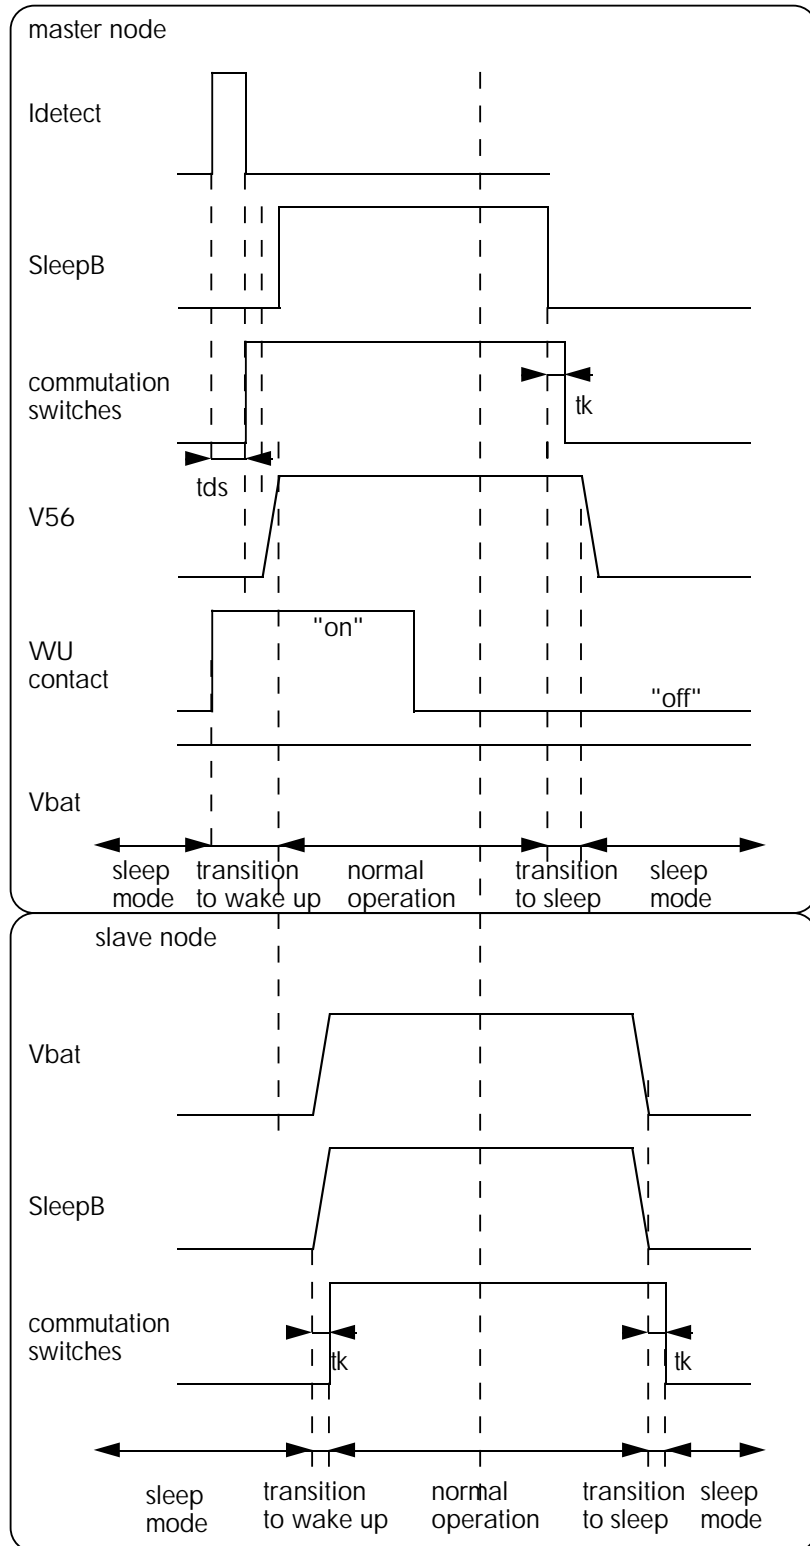 master node
Idetect
SleepB
commutation
switches
tk
tds
V56
"on"
WU
contact
"off"
Vbat
sleep transition normal transition sleep
mode to wake up operation to sleep mode
slave node
Vbat
SleepB
commutation
switches
tk tk
sleep transition normal transition sleep
mode to wake up operation to sleep mode